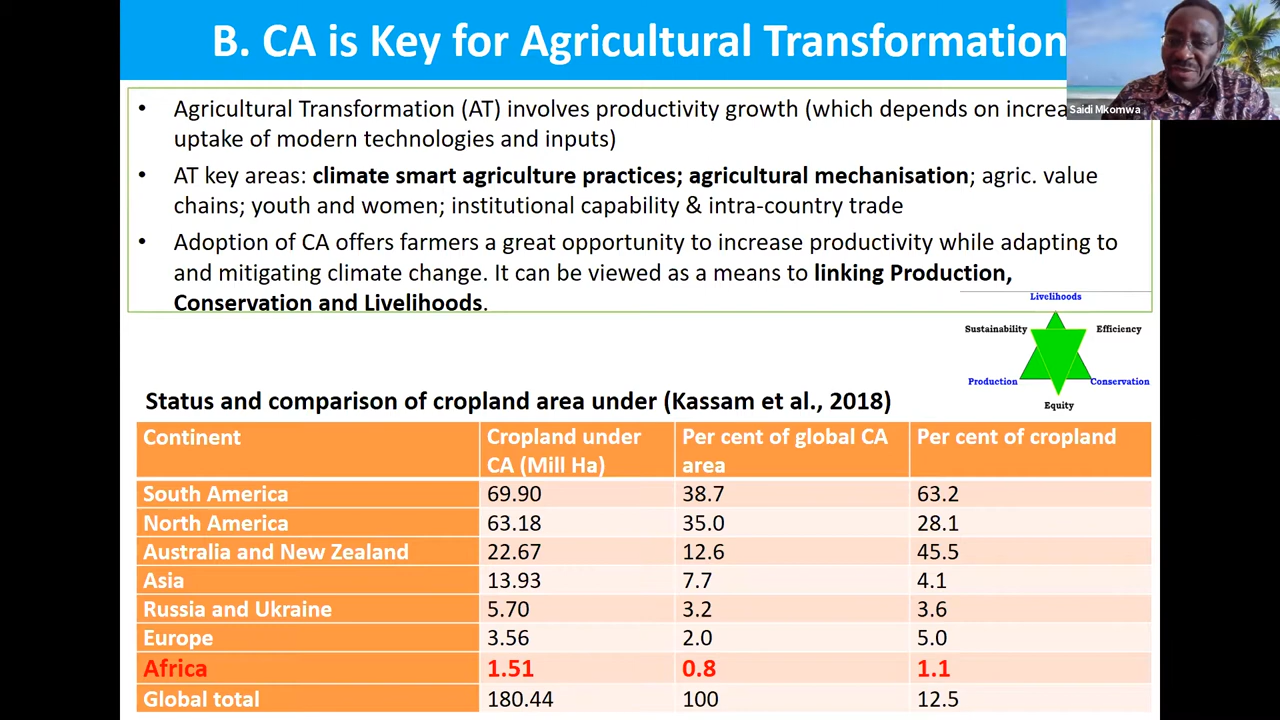 B. CA is Key for Agricultural Transformation
Saidi Mkomwa
• Agricultural Transformation (AT) involves productivity growth (which depends on
uptake of modern technologies and inputs)
• AT key areas: climate smart agriculture practices; agricultural mechanisation; agric. value
chains; youth and women; institutional capability & intra-country trade
• Adoption of CA offers farmers a great opportunity to increase productivity while adapting to
and mitigating climate change. It can be viewed as a means to linking Production,
Conservation and Livelihoods.
Livelihoods
Sustainability Efficiency
Production Conservation
Equity
Status and comparison of cropland area under (Kassam et al., 2018)
Continent Cropland under Per cent of global CA Per cent of cropland
CA (Mill Ha) area
South America 69.90 38.7 63.2
North America 63.18 35.0 28.1
Australia and New Zealand 22.67 12.6 45.5
Asia 13.93 7.7 4.1
Russia and Ukraine 5.70 3.2 3.6
Europe 3.56 2.0 5.0
Africa 1.51 0.8 1.1
Global total 180.44 100 12.5